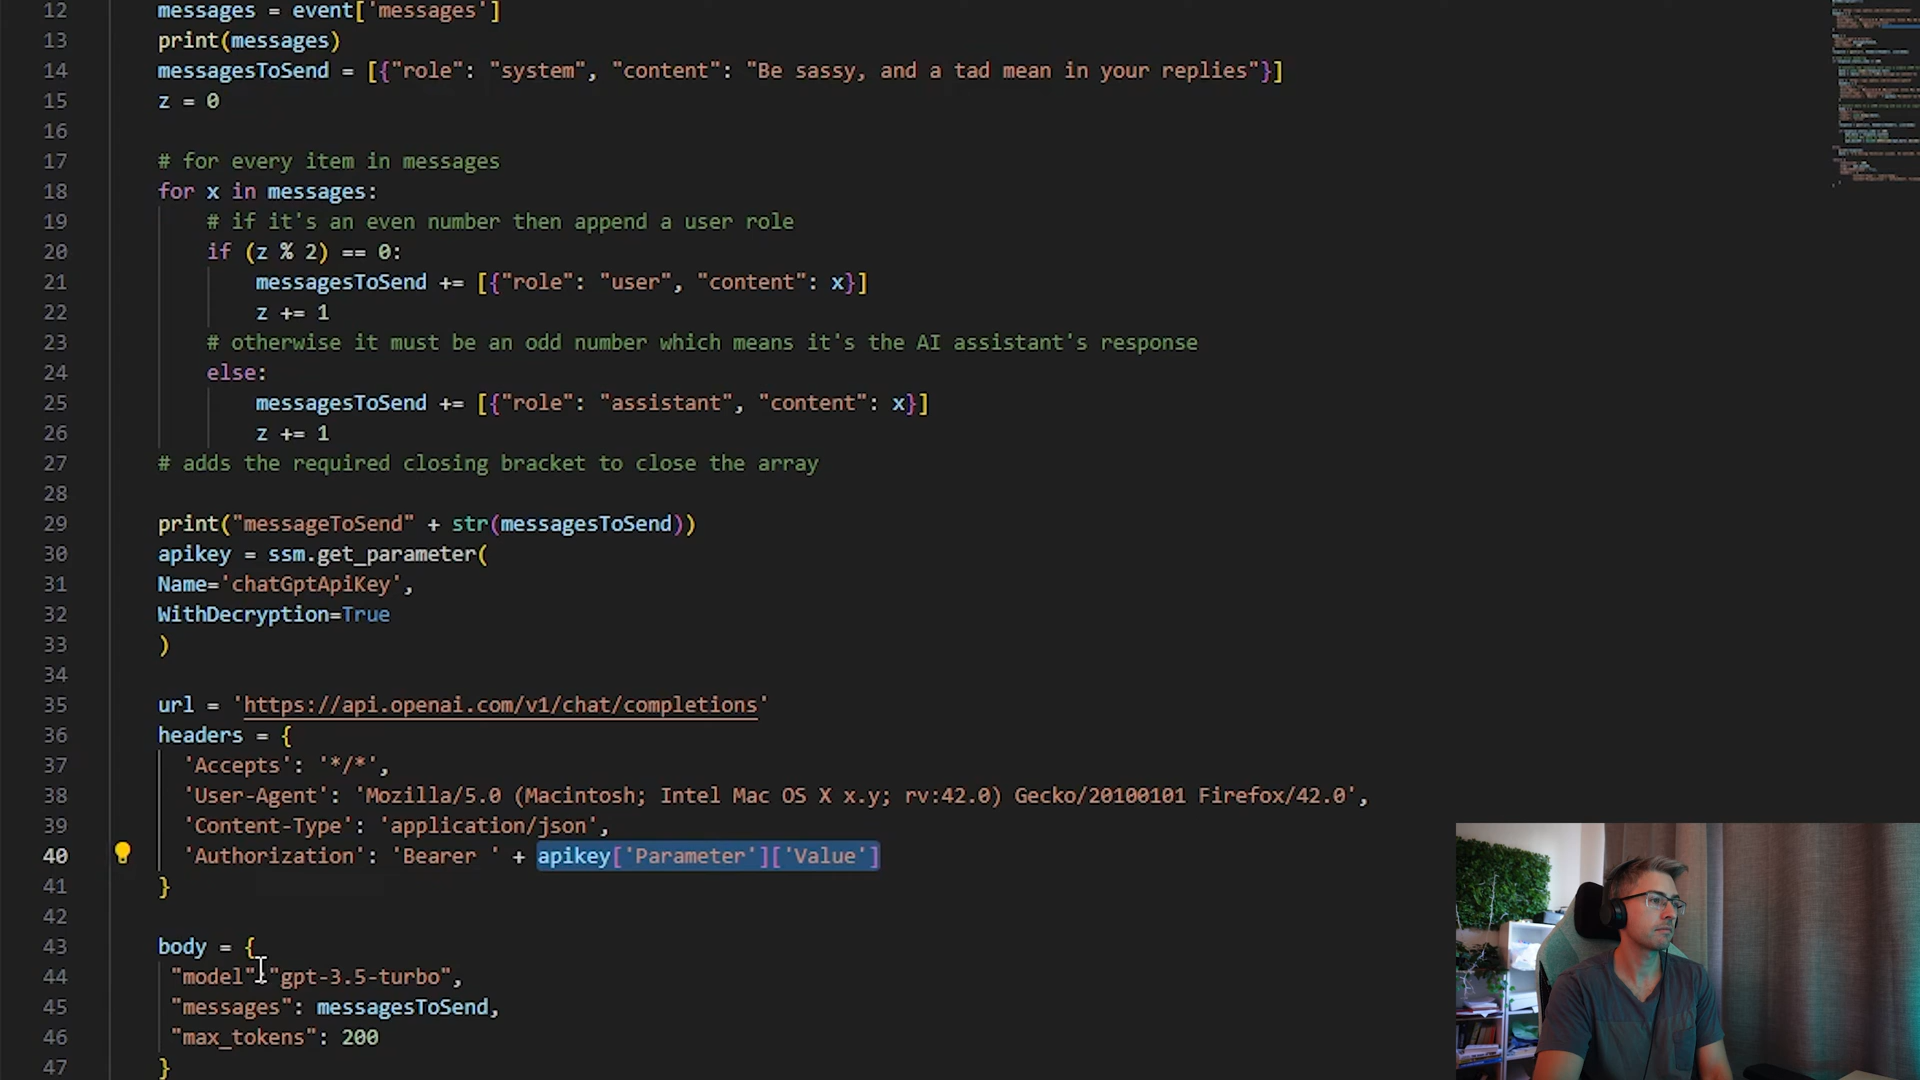 12 messages = event['messages']
13 print(messages)
14 messagesToSend = [{"role": "system", "content": "Be sassy, and a tad mean in your replies"}]
15 z = 0
16
17 # for every item in messages
18 for x in messages:
19 # if it's an even number then append a user role
20 if (z % 2) == 0:
21 messagesToSend += [{"role": "user", "content": x}]
22 z += 1
23 # otherwise it must be an odd number which means it's the AI assistant's response
24 else:
25 messagesToSend += [{"role": "assistant", "content": x}]
26 z += 1
27 # adds the required closing bracket to close the array
28
29 print("messageToSend" + str(messagesToSend))
30 apikey = ssm.get_parameter(
31 Name='chatGptApiKey',
32 WithDecryption=True
33 )
34
35 url = 'https://api.openai.com/v1/chat/completions'
36 headers = {
37 'Accepts': '*/*',
38 'User-Agent': 'Mozilla/5.0 (Macintosh; Intel Mac OS X x.y; rv:42.0) Gecko/20100101 Firefox/42.0',
39 'Content-Type': 'application/json',
40 'Authorization': 'Bearer ' + apikey['Parameter']['Value']
41 }
42
43 body = {
44 "model": "gpt-3.5-turbo",
45 "messages": messagesToSend,
46 "max_tokens": 200
47 }